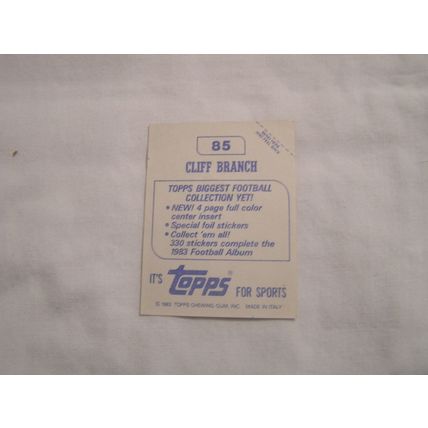 85
CLIFF BRANCH
TOPPS BIGGEST FOOTBALL
COLLECTION YET!
• NEW! 4 page full color
center insert
• Special foil stickers
• Collect 'em all!
330 stickers complete the
1983 Football Album
IT'S Topps® FOR SPORTS
© 1983 TOPPS CHEWING GUM, INC. MADE IN ITALY